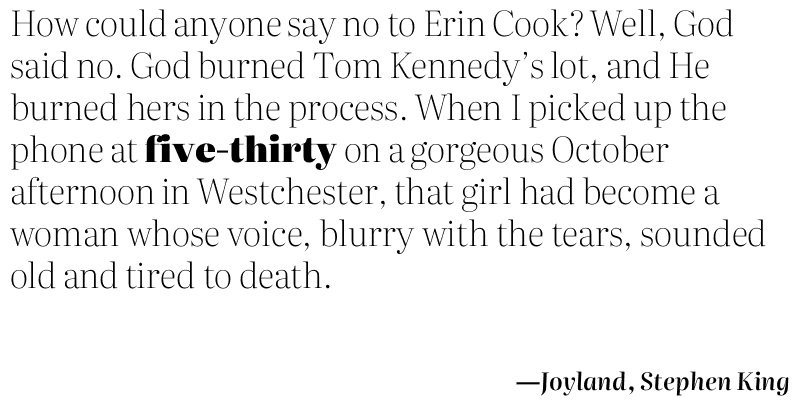 How could anyone say no to Erin Cook? Well, God
said no. God burned Tom Kennedy’s lot, and He
burned hers in the process. When I picked up the
phone at five-thirty on a gorgeous October
afternoon in Westchester, that girl had become a
woman whose voice, blurry with the tears, sounded
old and tired to death.
—Joyland, Stephen King